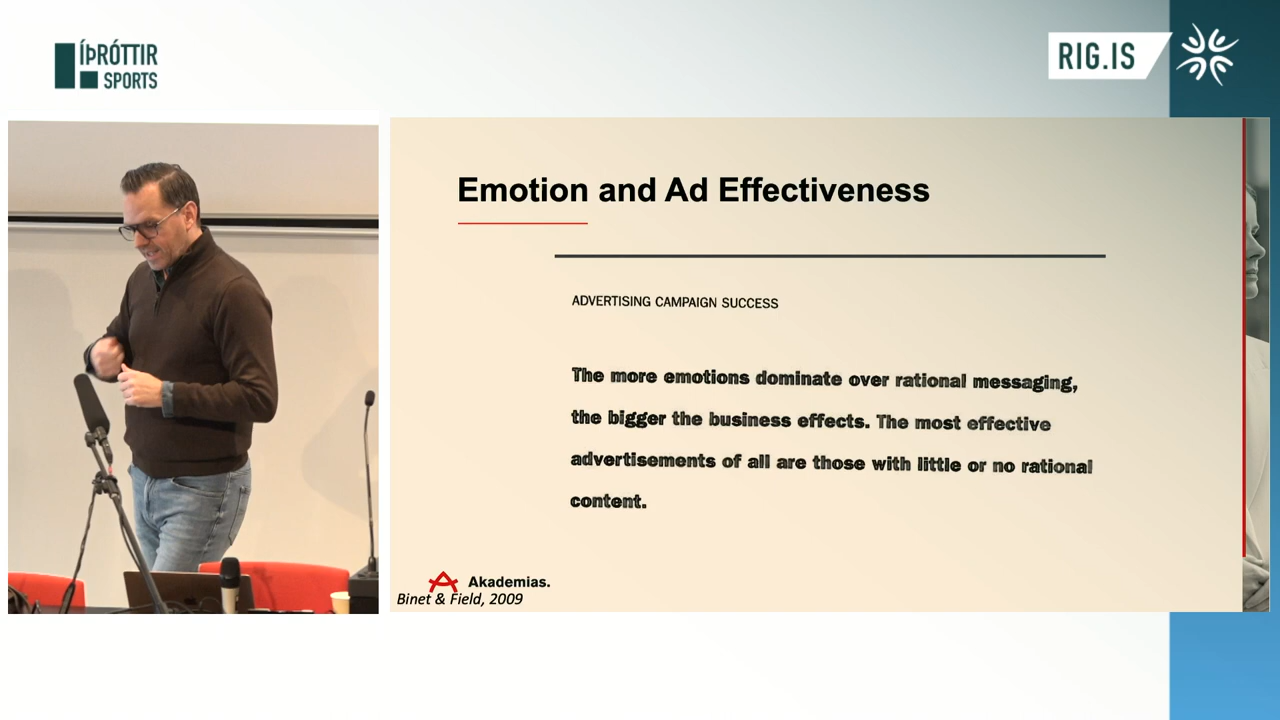 ÍÞRÓTTIR
SPORTS
RIG.IS
Emotion and Ad Effectiveness
ADVERTISING CAMPAIGN SUCCESS
The more emotions dominate over rational messaging,
the bigger the business effects. The most effective
advertisements of all are those with little or no rational
content.
Akademias.
Binet & Field, 2009